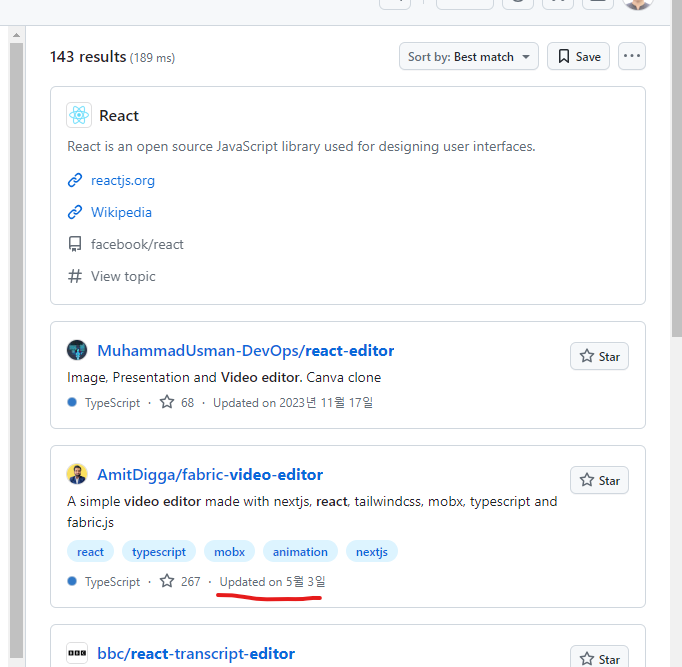 143 results (189 ms)
Sort by: Best match
Save
React
React is an open source JavaScript library used for designing user interfaces.
reactjs.org
Wikipedia
facebook/react
# View topic
MuhammadUsman-DevOps/react-editor
Star
Image, Presentation and Video editor. Canva clone
TypeScript · 68 · Updated on 2023년 11월 17일
AmitDigga/fabric-video-editor
Star
A simple video editor made with nextjs, react, tailwindcss, mobx, typescript and
fabric.js
react typescript mobx animation nextjs
TypeScript · 267 · Updated on 5월 3일
BBC
bbc/react-transcript-editor
Star